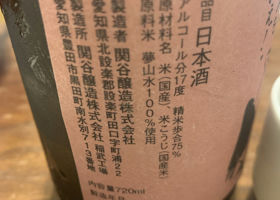 品目 日本酒
アルコール分17度 精米歩合75%
原材料名 米(国産)、米こうじ(国産米)
原料米 夢山水100%使用
製造者 関谷醸造株式会社
愛知県北設楽郡設楽町田口字町浦22
製造所 関谷醸造株式会社 稲武工場
愛知県豊田市黒田町南水別713番地
内容量720ml
製造年月